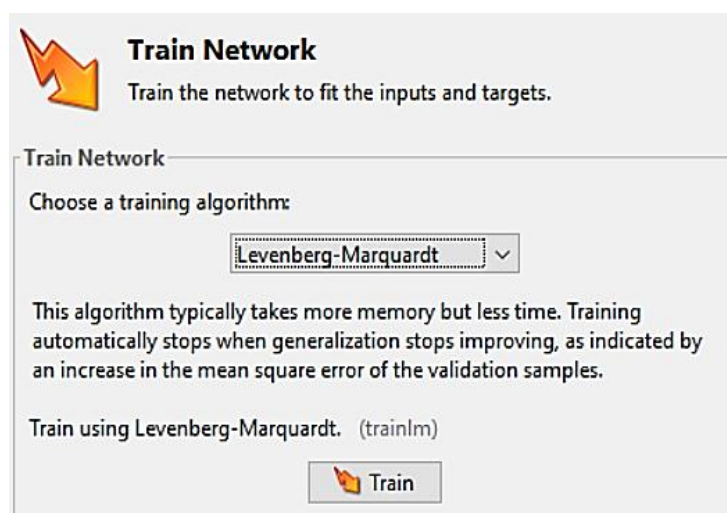 Train Network
Train the network to fit the inputs and targets.
Train Network
Choose a training algorithm:
Levenberg-Marquardt
This algorithm typically takes more memory but less time. Training
automatically stops when generalization stops improving, as indicated by
an increase in the mean square error of the validation samples.
Train using Levenberg-Marquardt. (trainlm)
Train